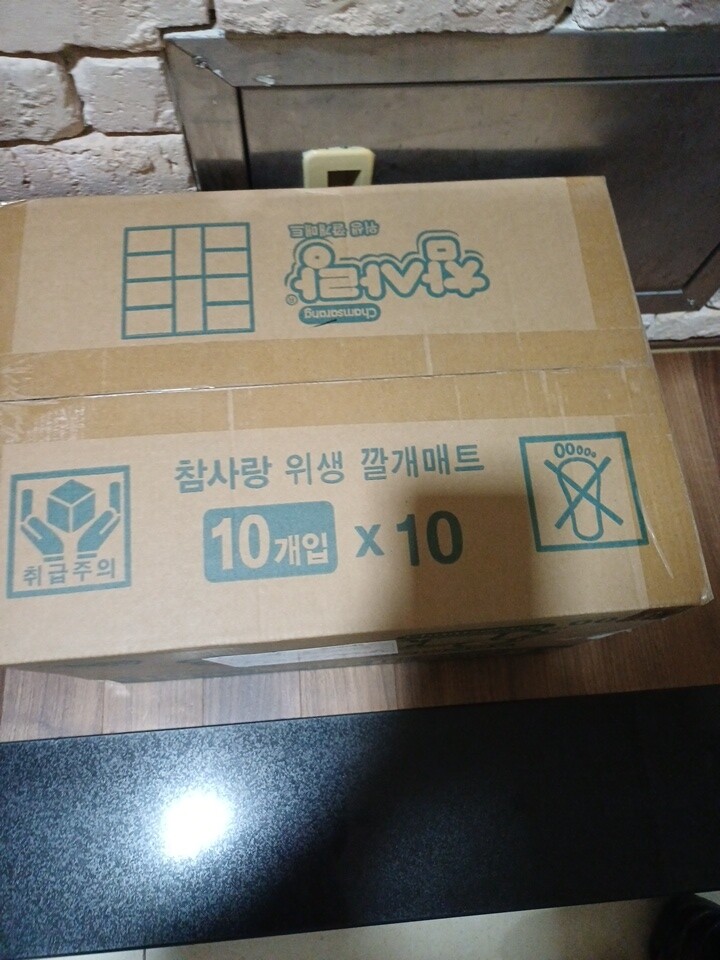 위생 깔개매트
참사랑®
Chamsarang
참사랑 위생 깔개매트
10개입 x 10
취급주의